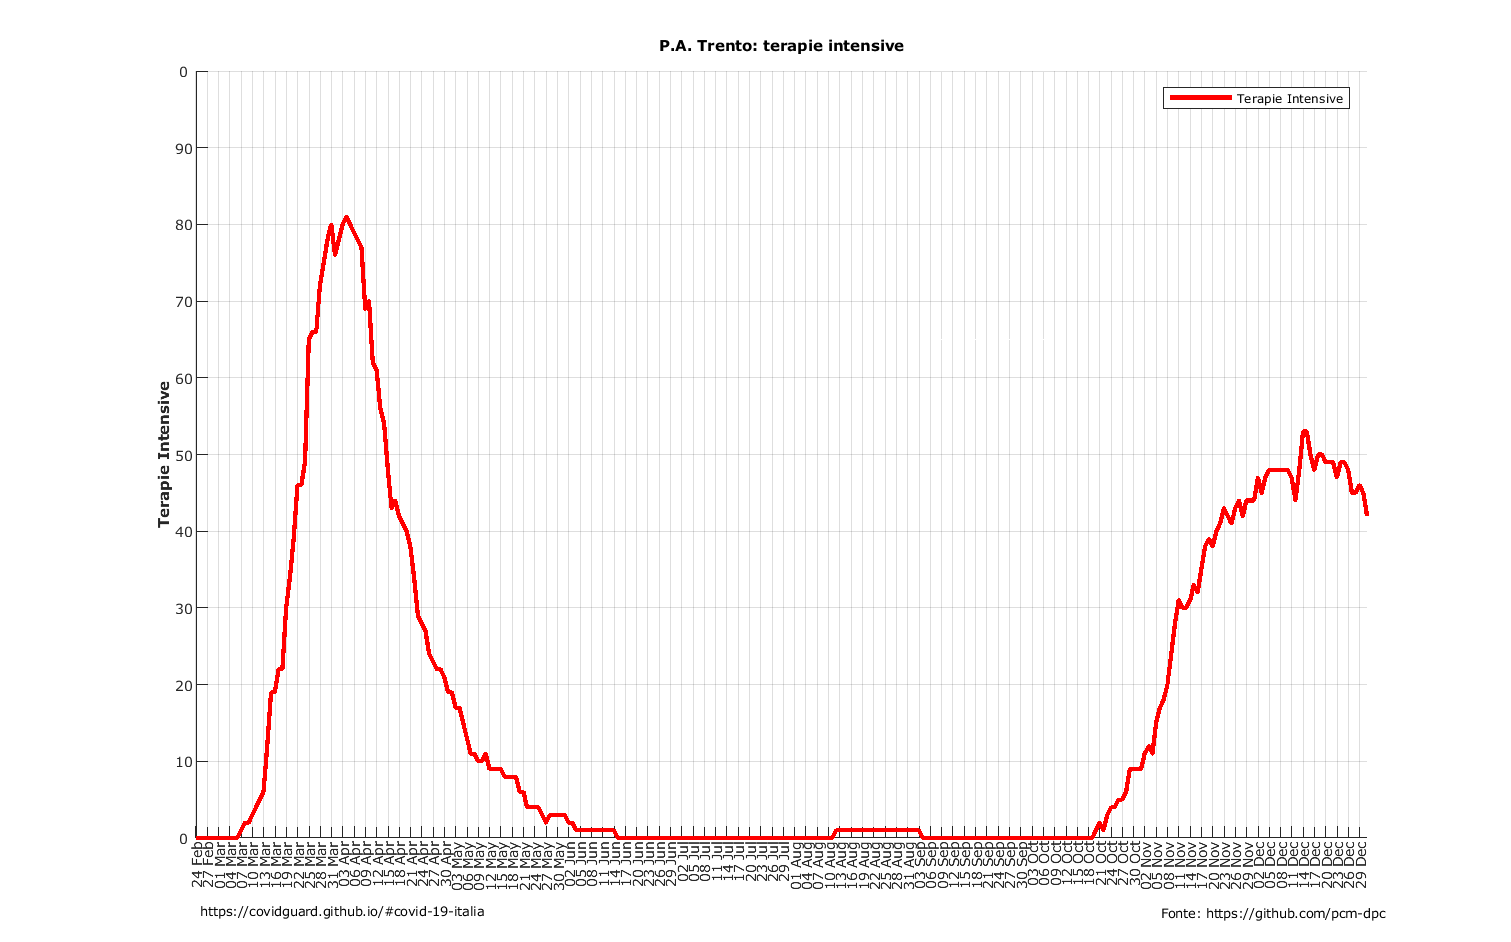 P.A. Trento: terapie intensive
Terapie Intensive
Terapie Intensive
0
90
80
70
60
50
40
30
20
10
0
24 Feb
27 Feb
01 Mar
04 Mar
07 Mar
10 Mar
13 Mar
16 Mar
19 Mar
22 Mar
25 Mar
28 Mar
31 Mar
03 Apr
06 Apr
09 Apr
12 Apr
15 Apr
18 Apr
21 Apr
24 Apr
27 Apr
30 Apr
03 May
06 May
09 May
12 May
15 May
18 May
21 May
24 May
27 May
30 May
02 Jun
05 Jun
08 Jun
11 Jun
14 Jun
17 Jun
20 Jun
23 Jun
26 Jun
29 Jun
02 Jul
05 Jul
08 Jul
11 Jul
14 Jul
17 Jul
20 Jul
23 Jul
26 Jul
29 Jul
01 Aug
04 Aug
07 Aug
10 Aug
13 Aug
16 Aug
19 Aug
22 Aug
25 Aug
28 Aug
31 Aug
03 Sep
06 Sep
09 Sep
12 Sep
15 Sep
18 Sep
21 Sep
24 Sep
27 Sep
30 Sep
03 Oct
06 Oct
09 Oct
12 Oct
15 Oct
18 Oct
21 Oct
24 Oct
27 Oct
30 Oct
02 Nov
05 Nov
08 Nov
11 Nov
14 Nov
17 Nov
20 Nov
23 Nov
26 Nov
29 Nov
02 Dec
05 Dec
08 Dec
11 Dec
14 Dec
17 Dec
20 Dec
23 Dec
26 Dec
29 Dec
https://covidguard.github.io/#covid-19-italia
Fonte: https://github.com/pcm-dpc